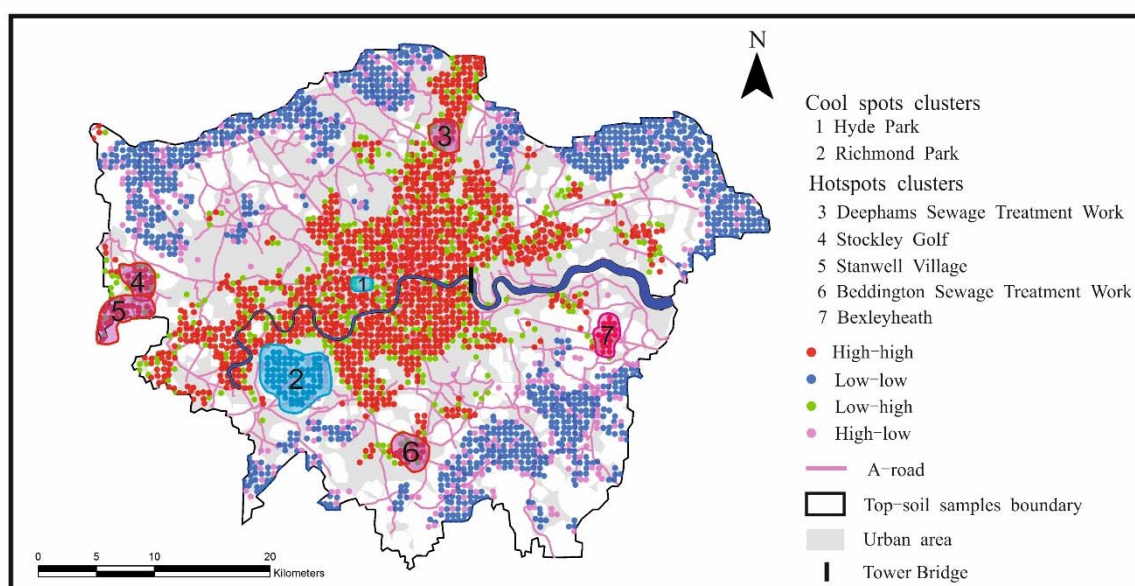 N
Cool spots clusters
1 Hyde Park
2 Richmond Park
Hotspots clusters
3 Deephams Sewage Treatment Work
4 Stockley Golf
5 Stanwell Village
6 Beddington Sewage Treatment Work
7 Bexleyheath
High-high
Low-low
Low-high
High-low
A-road
Top-soil samples boundary
Urban area
Tower Bridge
3
4
1
5
7
2
6
0 5 10 20
Kilometers